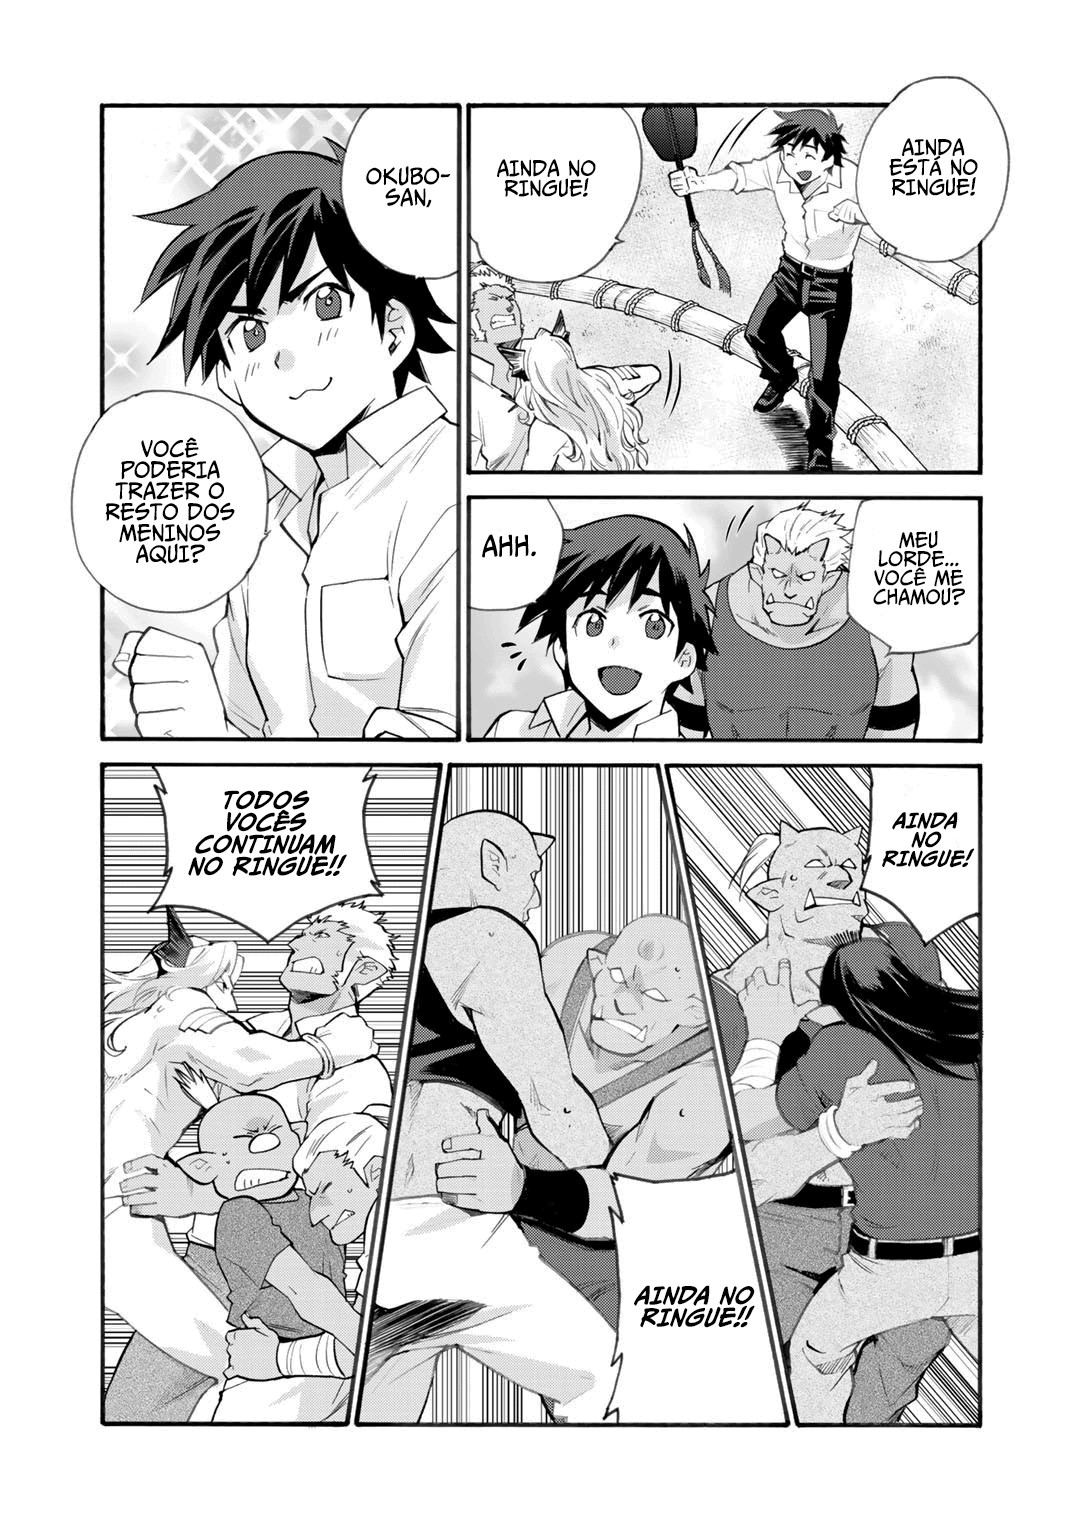 AINDA
ESTÁ NO
RINGUE!
AINDA NO
RINGUE!
OKUBO-
SAN,
VOCÊ
PODERIA
TRAZER O
RESTO DOS
MENINOS
AQUI?
MEU
LORDE...
VOCÊ ME
CHAMOU?
AHH.
AINDA
NO
RINGUE!
AINDA NO
RINGUE!!
TODOS
VOCÊS
CONTINUAM
NO RINGUE!!